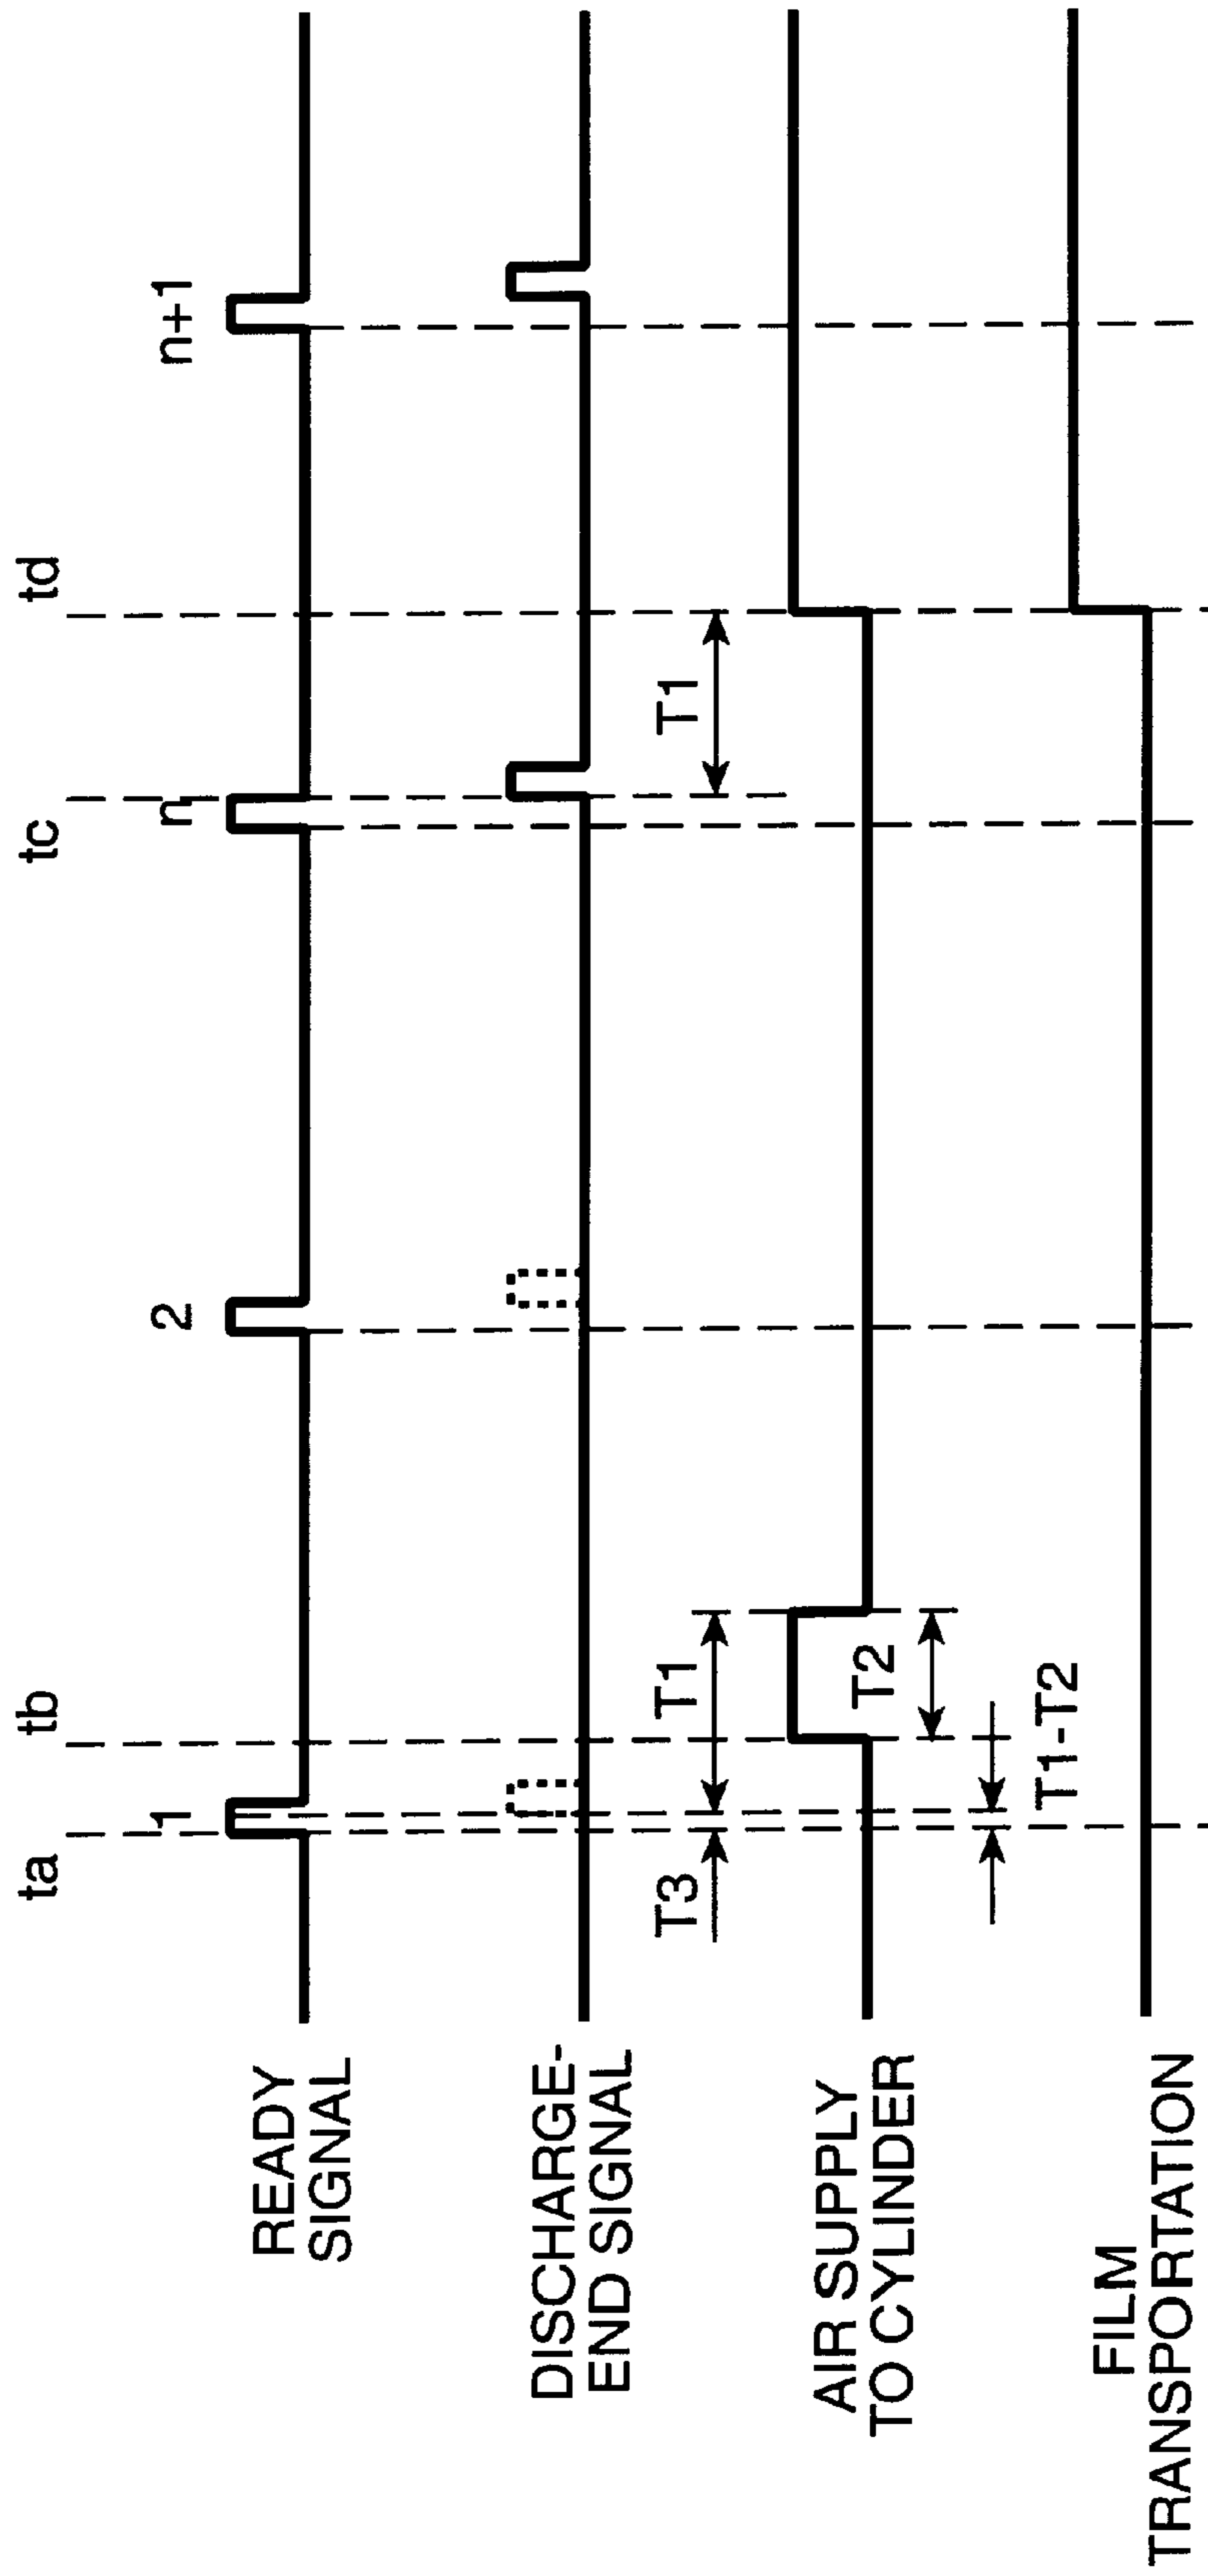 ta
tb
tc
td
1
2
n
n+1
READY
SIGNAL
DISCHARGE-
END SIGNAL
T3
T1
T1
AIR SUPPLY
TO CYLINDER
T2
T1-T2
FILM
TRANSPORTATION